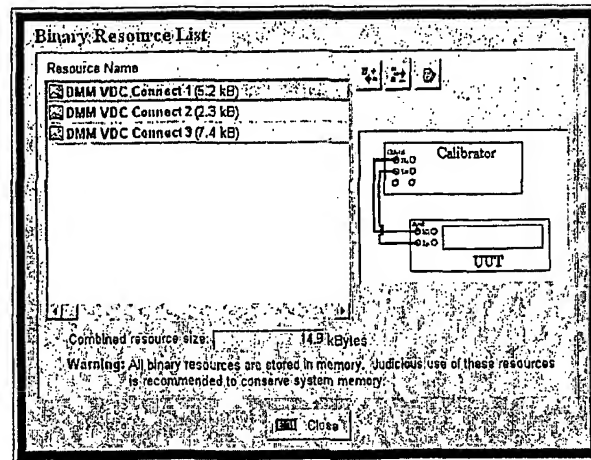 Binary Resource List
Resource Name
DMM VDC Connect 1 (5.2 kB)
DMM VDC Connect 2 (2.3 kB)
DMM VDC Connect 3 (7.4 kB)
Calibrator
UUT
Combined resource size: 14.9 kBytes
Warning: All binary resources are stored in memory. Judicious use of these resources
is recommended to conserve system memory.
Close